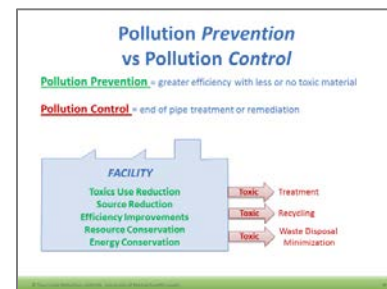 Pollution Prevention
vs Pollution Control
Pollution Prevention = greater efficiency with less or no toxic material
Pollution Control = end of pipe treatment or remediation
FACILITY
Toxics Use Reduction
Source Reduction
Efficiency Improvements
Resource Conservation
Energy Conservation
Toxic Treatment
Toxic Recycling
Toxic Waste Disposal
Minimization